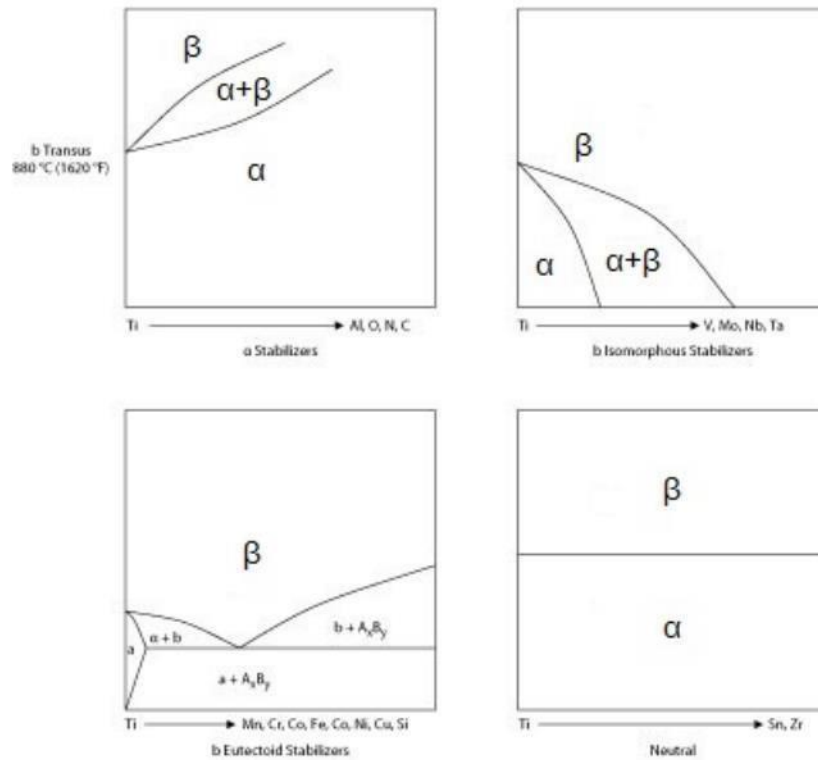 β
α+β
b Transus
880 °C (1620 °F)
α
Ti Al, O, N, C
α Stabilizers
β
α
α+β
Ti V, Mo, Nb, Ta
b Isomorphous Stabilizers
β
a
α + b
b + AxBy
a + AxBy
Ti Mn, Cr, Co, Fe, Co, Ni, Cu, Si
b Eutectoid Stabilizers
β
α
Ti Sn, Zr
Neutral